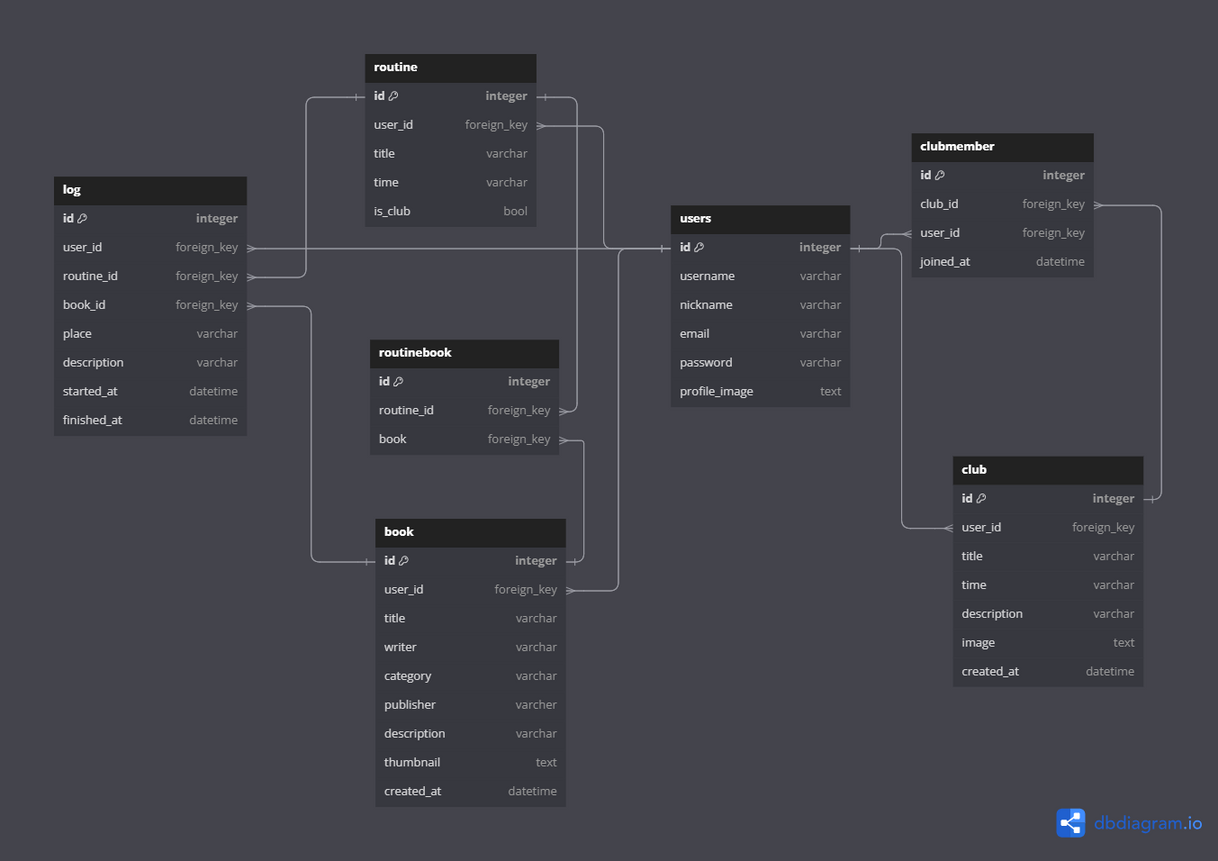 routine
id integer
user_id foreign_key
title varchar
time varchar
is_club bool
log
id integer
user_id foreign_key
routine_id foreign_key
book_id foreign_key
place varchar
description varchar
started_at datetime
finished_at datetime
routinebook
id integer
routine_id foreign_key
book foreign_key
book
id integer
user_id foreign_key
title varchar
writer varchar
category varchar
publisher varcher
description varchar
thumbnail text
created_at datetime
users
id integer
username varchar
nickname varchar
email varchar
password varchar
profile_image text
clubmember
id integer
club_id foreign_key
user_id foreign_key
joined_at datetime
club
id integer
user_id foreign_key
title varchar
time varchar
description varchar
image text
created_at datetime
dbdiagram.io